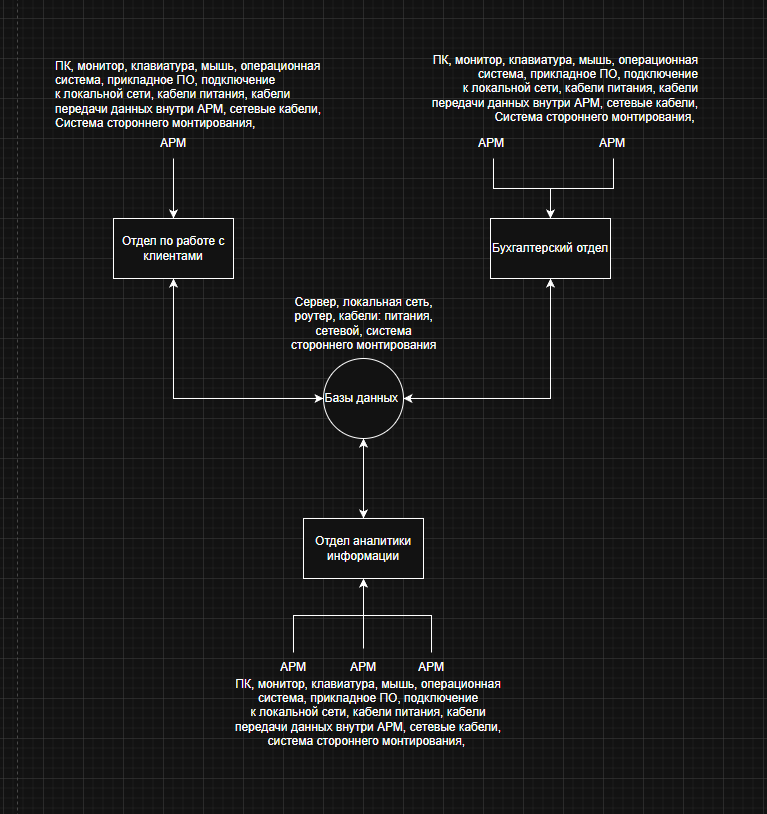 ПК, монитор, клавиатура, мышь, операционная
система, прикладное ПО, подключение
к локальной сети, кабели питания, кабели
передачи данных внутри АРМ, сетевые кабели,
Система стороннего монтирования,
АРМ
ПК, монитор, клавиатура, мышь, операционная
система, прикладное ПО, подключение
к локальной сети, кабели питания, кабели
передачи данных внутри АРМ, сетевые кабели,
Система стороннего монтирования,
АРМ
АРМ
Отдел по работе с
клиентами
Бухгалтерский отдел
Сервер, локальная сеть,
роутер, кабели: питания,
сетевой, система
стороннего монтирования
Базы данных
Отдел аналитики
информации
АРМ
АРМ
АРМ
ПК, монитор, клавиатура, мышь, операционная
система, прикладное ПО, подключение
к локальной сети, кабели питания, кабели
передачи данных внутри АРМ, сетевые кабели,
система стороннего монтирования,